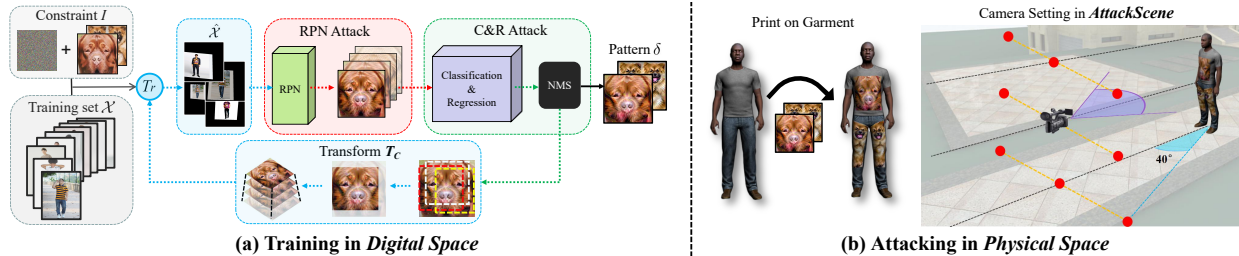 Constraint I
+
Training set X
Tr
X̂
RPN Attack
RPN
C&R Attack
Classification
&
Regression
NMS
Pattern δ
Transform T_C
(a) Training in Digital Space
Print on Garment
Camera Setting in AttackScene
40°
(b) Attacking in Physical Space